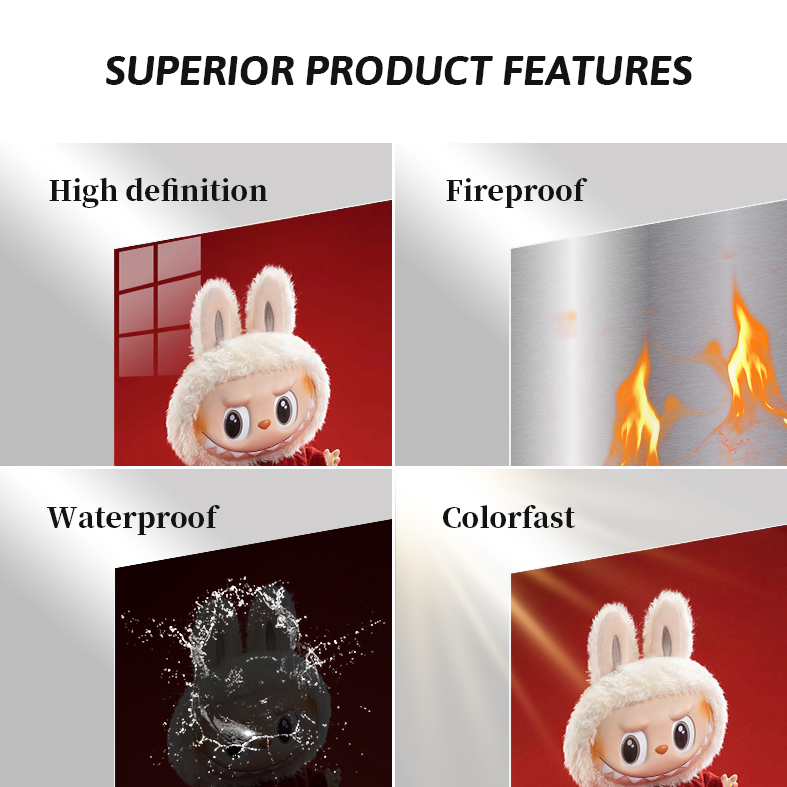 SUPERIOR PRODUCT FEATURES
High definition
Fireproof
Waterproof
Colorfast